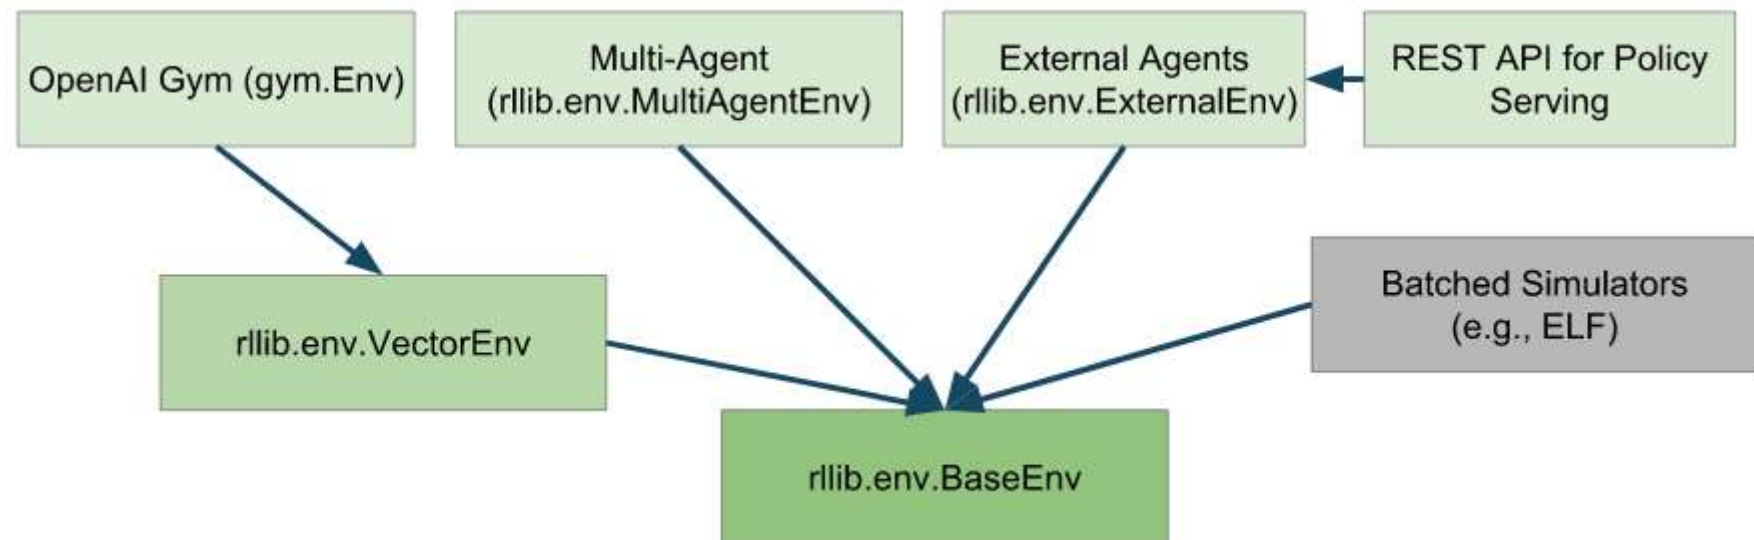 OpenAI Gym (gym.Env)
Multi-Agent
(rllib.env.MultiAgentEnv)
External Agents
(rllib.env.ExternalEnv)
REST API for Policy
Serving
Batched Simulators
(e.g., ELF)
rllib.env.VectorEnv
rllib.env.BaseEnv